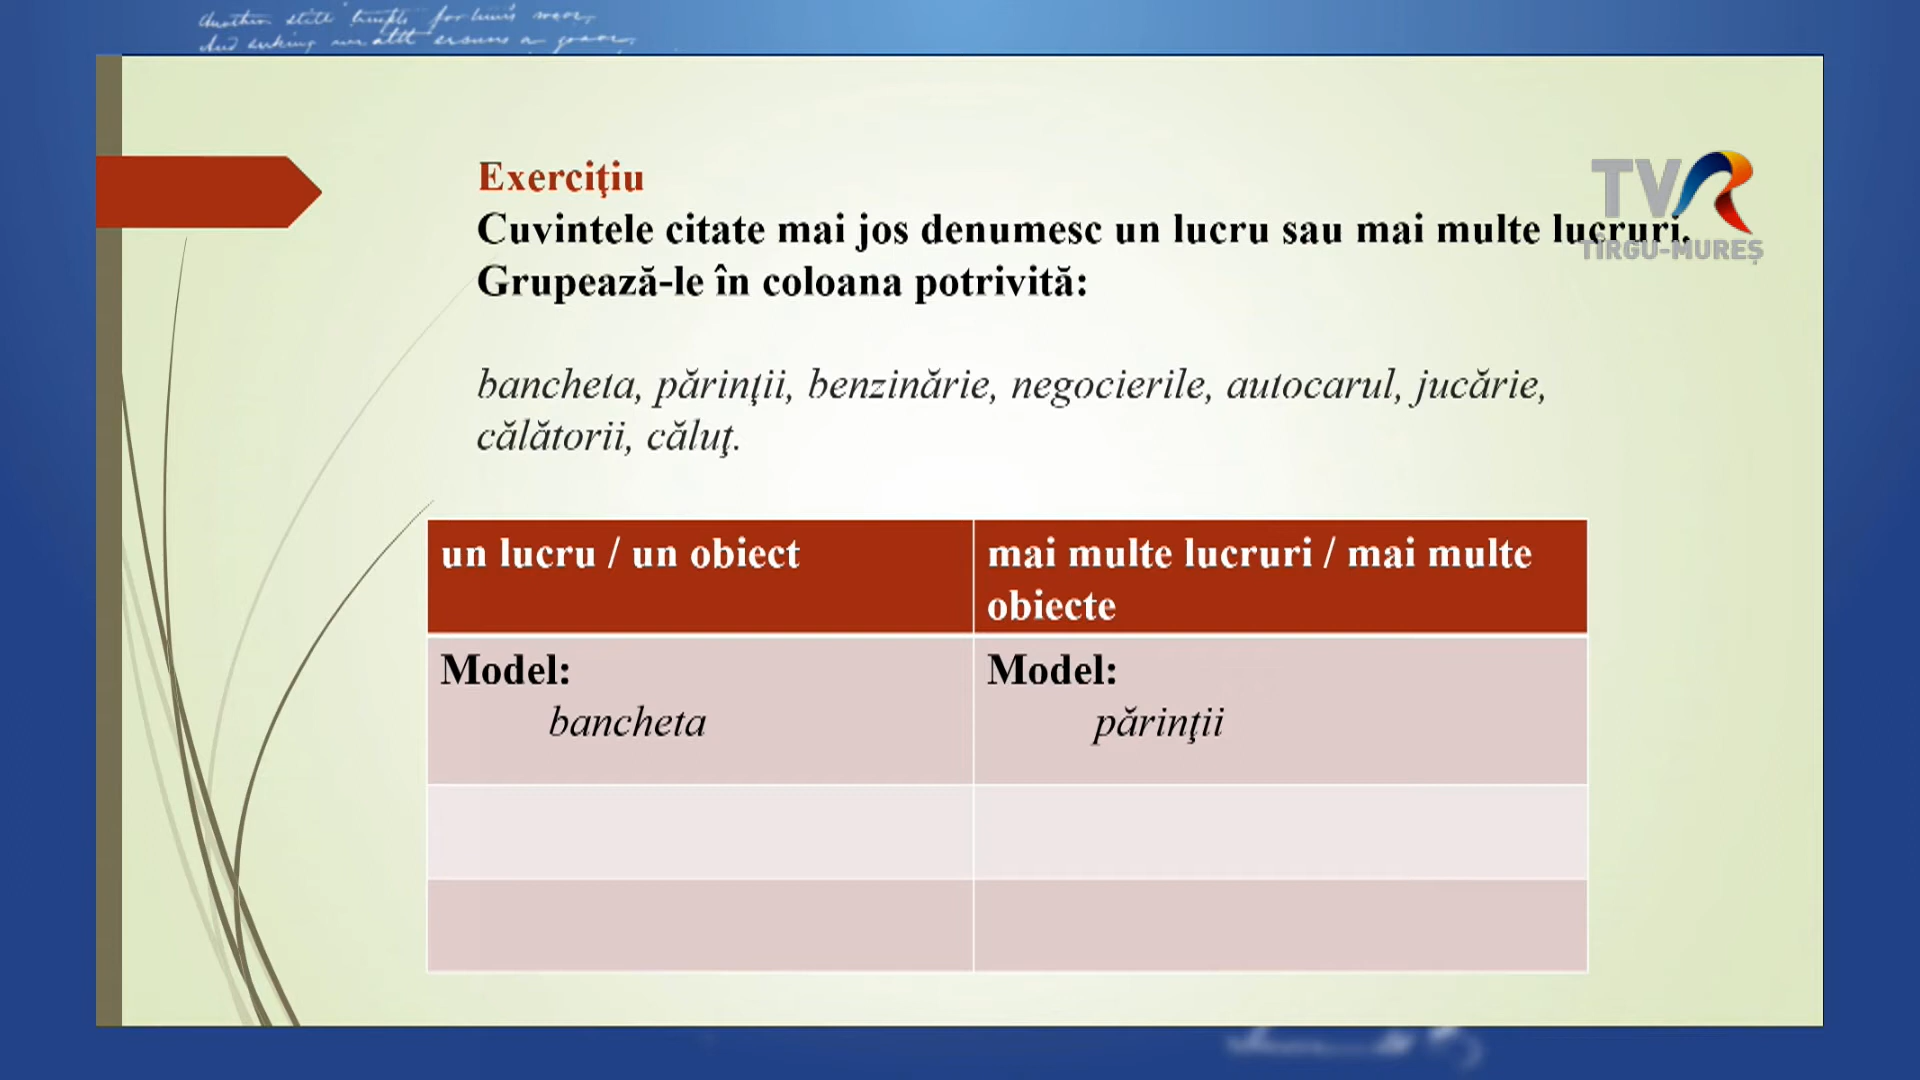 Exerciţiu
TVR
Cuvintele citate mai jos denumesc un lucru sau mai multe lucruri.
TÎRGU-MUREȘ
Grupează-le în coloana potrivită:
bancheta, părinţii, benzinărie, negocierile, autocarul, jucărie,
călătorii, căluţ.
un lucru / un obiect
mai multe lucruri / mai multe
obiecte
Model:
bancheta
Model:
părinţii